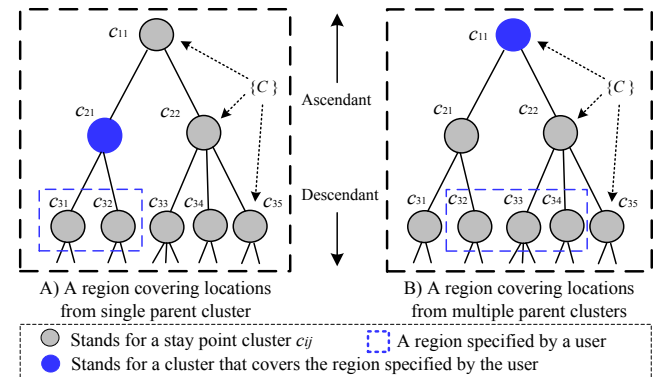 c11
c21
c22
{C}
c31
c32
c33
c34
c35
Ascendant
Descendant
c11
c21
c22
{C}
c31
c32
c33
c34
c35
A) A region covering locations
from single parent cluster
B) A region covering locations
from multiple parent clusters
Stands for a stay point cluster cij
A region specified by a user
Stands for a cluster that covers the region specified by the user